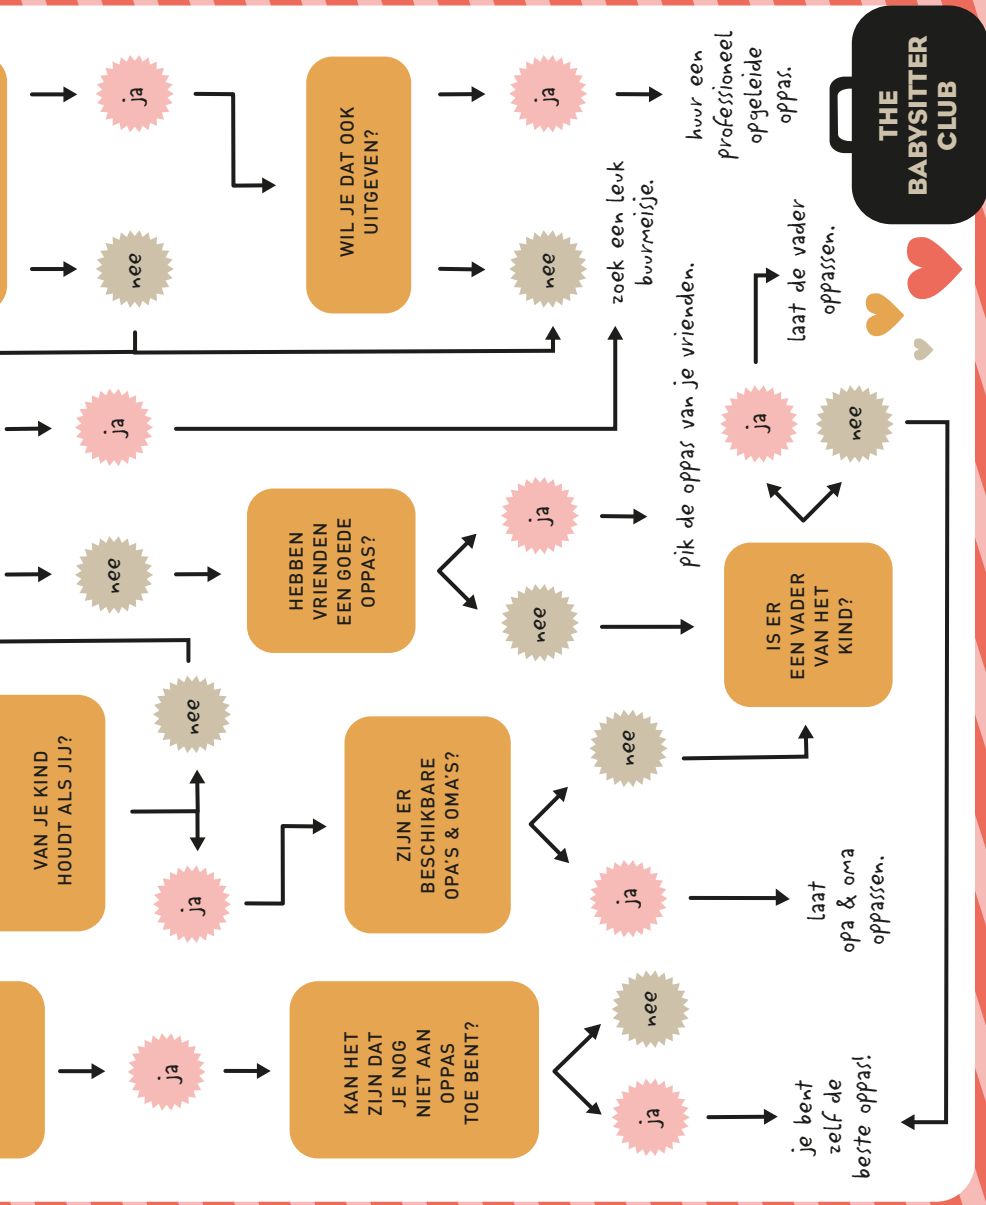 VAN JE KIND
HOUDT ALS JIJ?
ja
ja
nee
nee
ja
nee
ja
KAN HET
ZIJN DAT
JE NOG
NIET AAN
OPPAS
TOE BENT?
ZIJN ER
BESCHIKBARE
OPA'S & OMA'S?
HEBBEN
VRIENDEN
EEN GOEDE
OPPAS?
WIL JE DAT OOK
UITGEVEN?
ja
nee
ja
nee
nee
ja
nee
ja
zoek een leuk
buurmeisje.
huur een
professioneel
opgeleide
oppas.
pik de oppas van je vrienden.
IS ER
EEN VADER
VAN HET
KIND?
ja
nee
je bent
zelf de
beste oppas!
laat
opa & oma
oppassen.
laat de vader
oppassen.
THE
BABYSITTER
CLUB